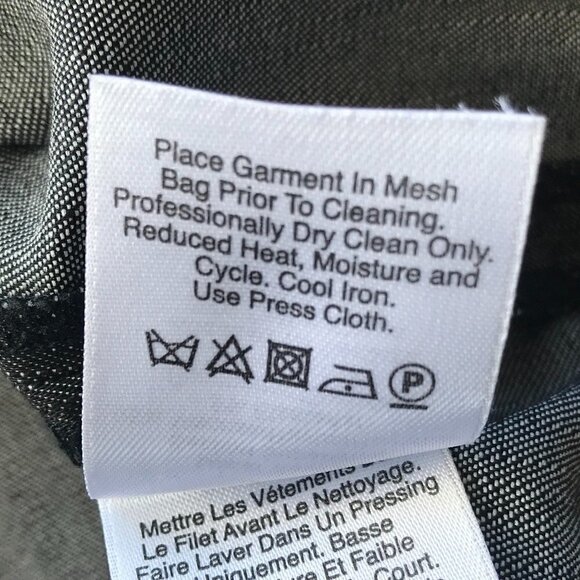 Place Garment In Mesh
Bag Prior To Cleaning.
Professionally Dry Clean Only.
Reduced Heat, Moisture and
Cycle. Cool Iron.
Use Press Cloth.
P
Mettre Les Vêtements D
Le Filet Avant Le Nettoyage.
Faire Laver Dans Un Pressing
Uniquement. Basse
ture Et Faible
Court.